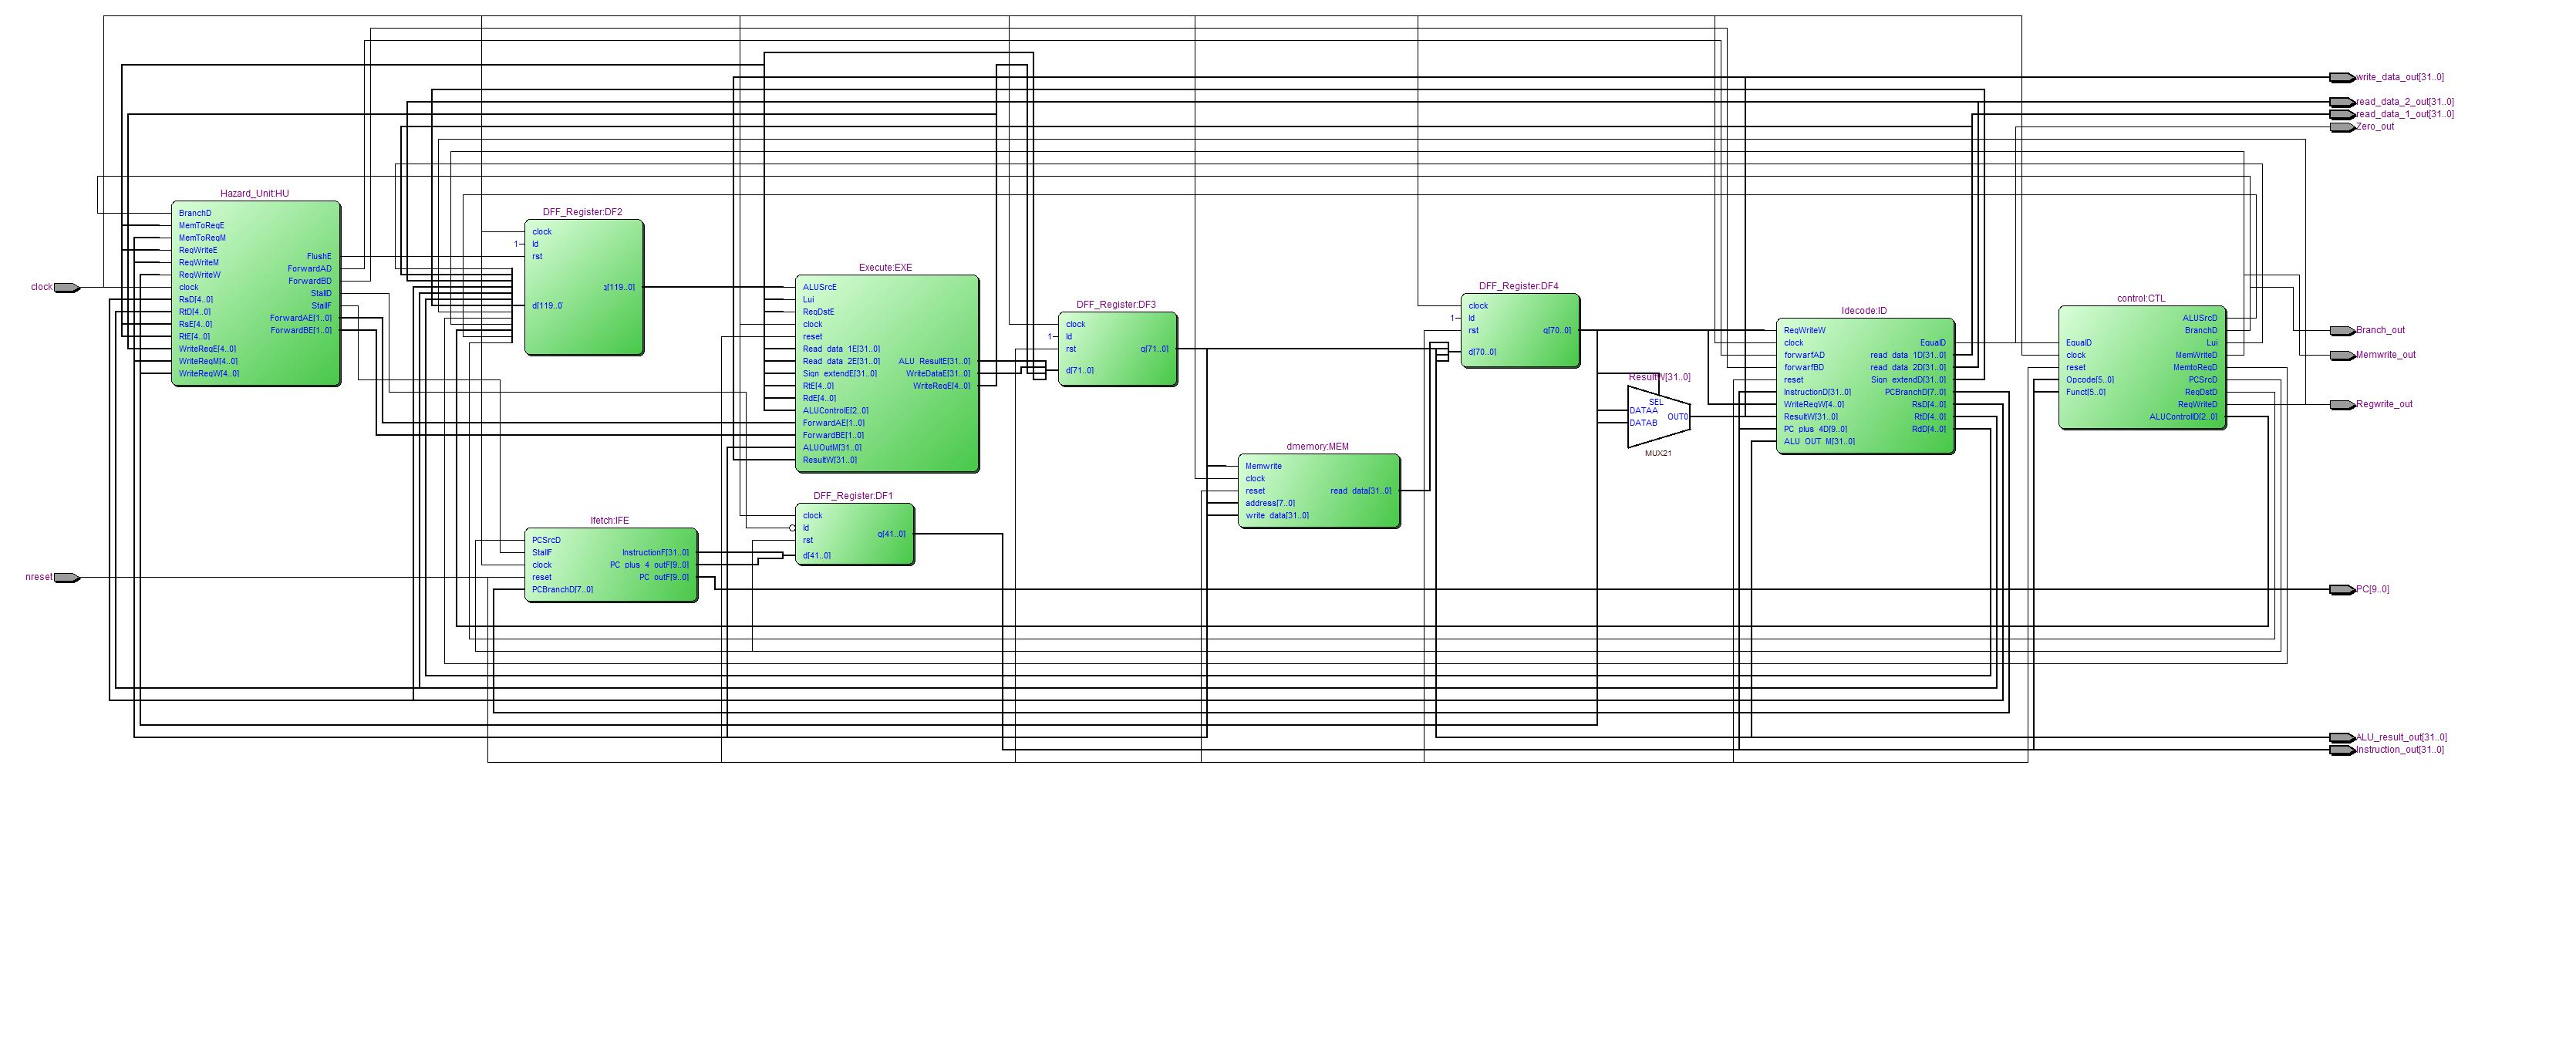 write_data_out[31..0]
read_data_2_out[31..0]
read_data_1_out[31..0]
Zero_out
Hazard_Unit:HU
BranchD
MemToRegE
MemToRegM
RegWriteE
RegWriteM
RegWriteW
clock
RsD[4..0]
RtD[4..0]
RsE[4..0]
RtE[4..0]
WriteRegE[4..0]
WriteRegM[4..0]
WriteRegW[4..0]
FlushE
ForwardAD
ForwardBD
StallD
StallF
ForwardAE[1..0]
ForwardBE[1..0]
clock
nreset
DFF_Register:DF2
clock
1
ld
rst
d[119..0]
q[119..0]
Execute:EXE
ALUSrcE
Lui
RegDstE
clock
reset
Read_data_1E[31..0]
Read_data_2E[31..0]
Sign_extendE[31..0]
RtE[4..0]
RdE[4..0]
ALUControlE[2..0]
ForwardAE[1..0]
ForwardBE[1..0]
ALUOutM[31..0]
ResultW[31..0]
ALU_ResultE[31..0]
WriteDataE[31..0]
WriteRegE[4..0]
Ifetch:IFE
PCSrcD
StallF
clock
reset
PCBranchD[7..0]
InstructionF[31..0]
PC_plus_4_outF[9..0]
PC_outF[9..0]
DFF_Register:DF1
clock
ld
rst
d[41..0]
q[41..0]
DFF_Register:DF3
clock
1
ld
rst
d[71..0]
q[71..0]
dmemory:MEM
Memwrite
clock
reset
address[7..0]
write_data[31..0]
read_data[31..0]
DFF_Register:DF4
clock
1
ld
rst
d[70..0]
q[70..0]
ResultW[31..0]
SEL
DATAA
DATAB
OUT0
MUX21
Idecode:ID
RegWriteW
clock
forwarfAD
forwarfBD
reset
InstructionD[31..0]
WriteRegW[4..0]
ResultW[31..0]
PC_plus_4D[9..0]
ALU_OUT_M[31..0]
EqualD
read_data_1D[31..0]
read_data_2D[31..0]
Sign_extendD[31..0]
PCBranchD[7..0]
RsD[4..0]
RtD[4..0]
RdD[4..0]
control:CTL
EqualD
clock
reset
Opcode[5..0]
Funct[5..0]
ALUSrcD
BranchD
Lui
MemWriteD
MemtoRegD
PCSrcD
RegDstD
RegWriteD
ALUControlD[2..0]
Branch_out
Memwrite_out
Regwrite_out
PC[9..0]
ALU_result_out[31..0]
Instruction_out[31..0]